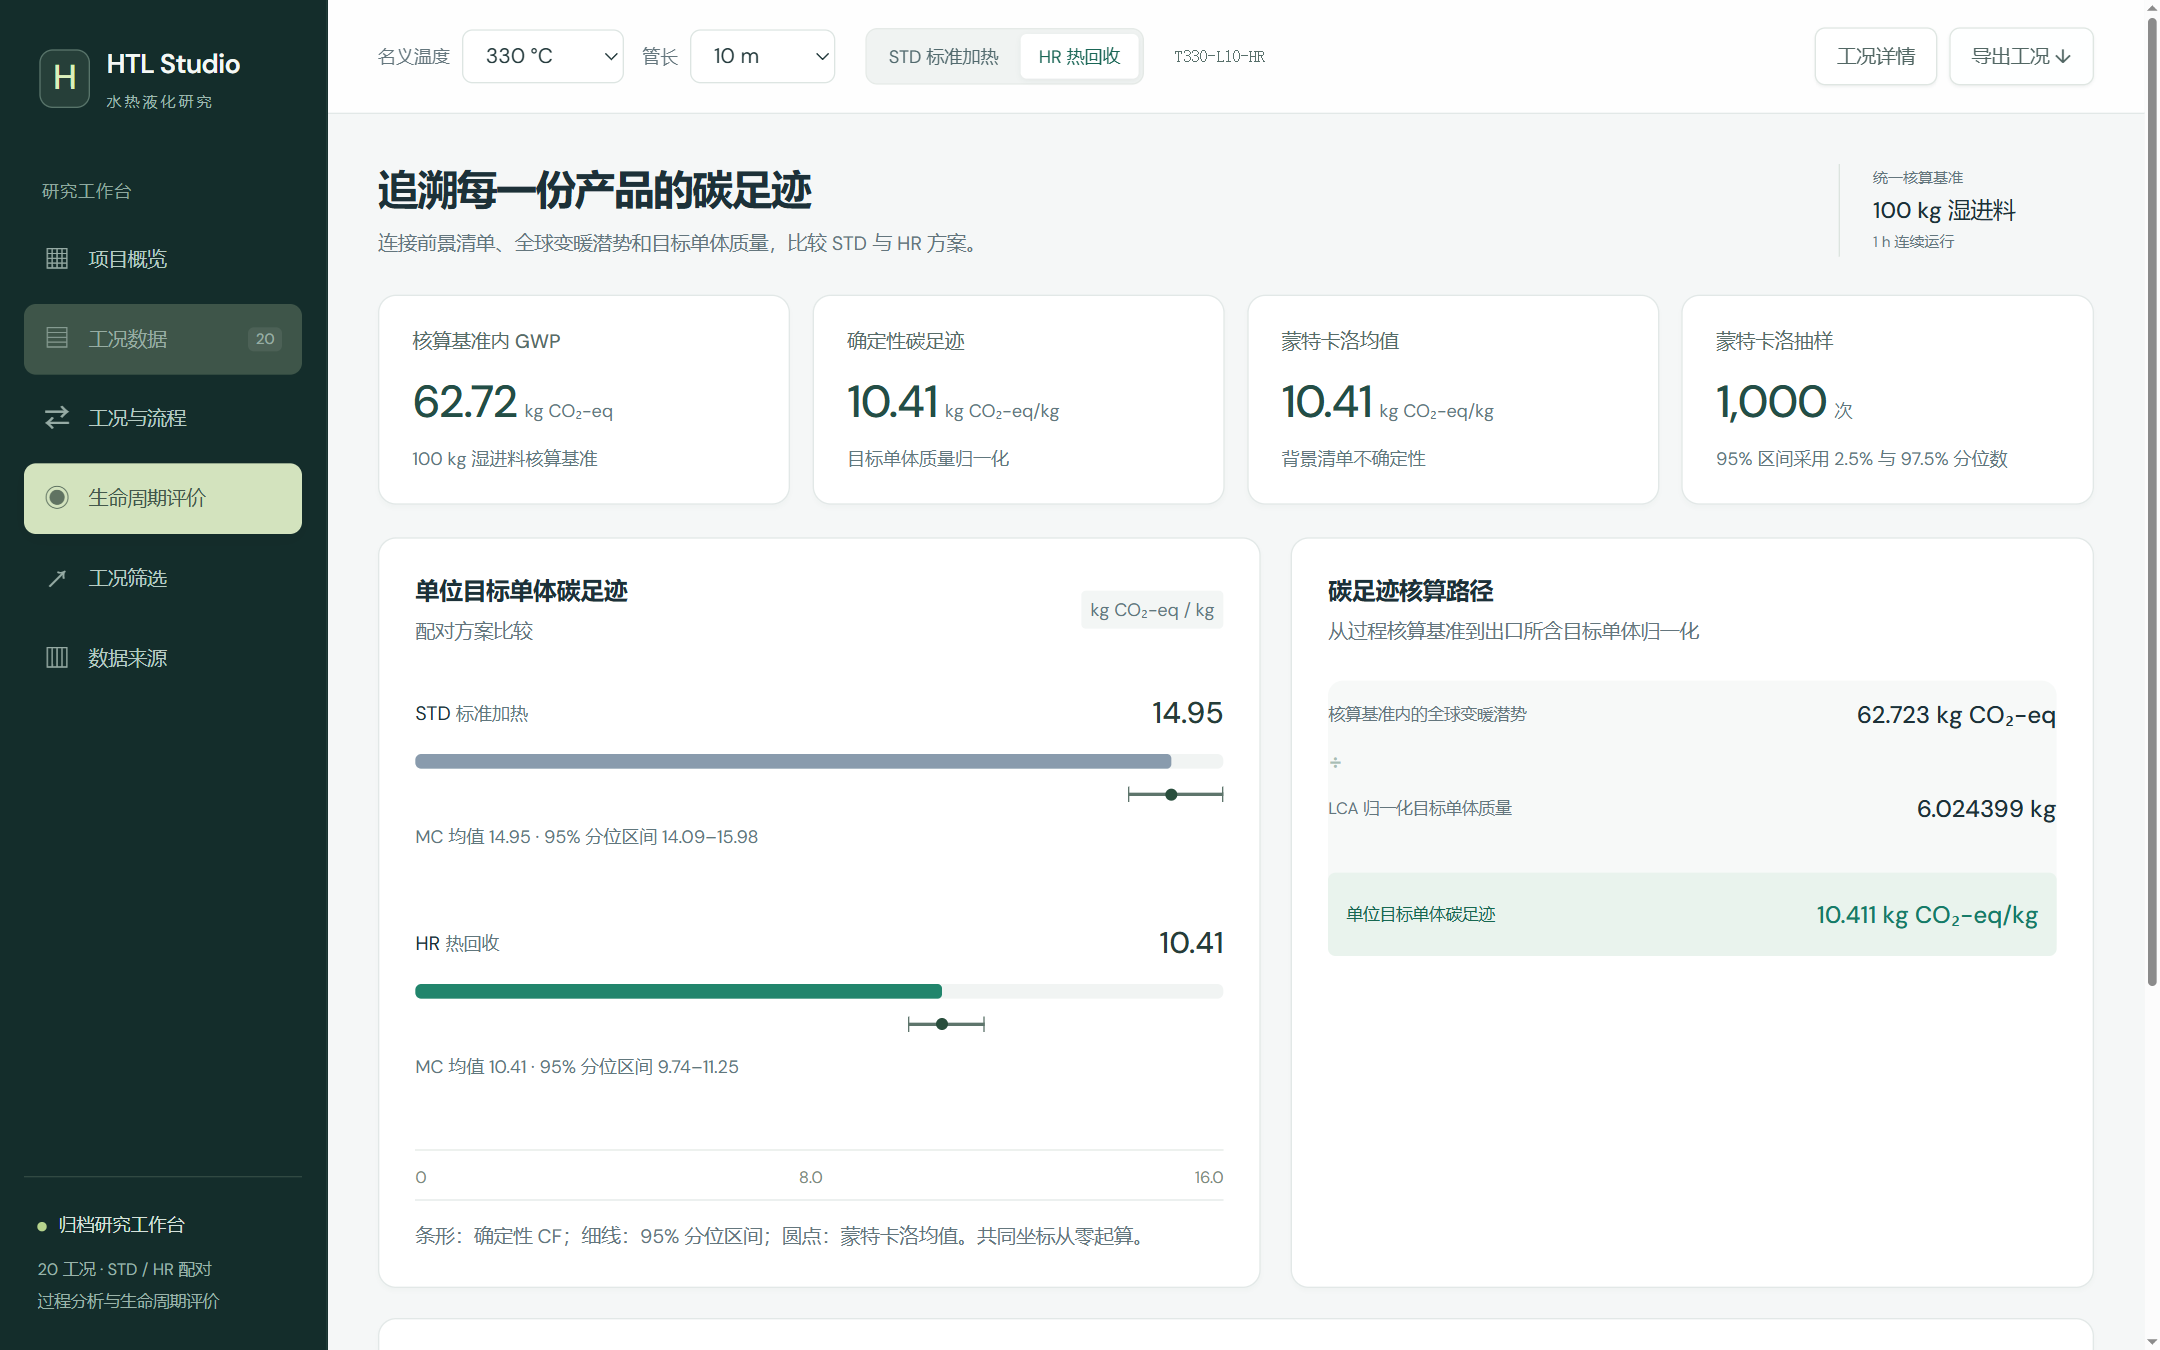 H
HTL Studio
水热液化研究
研究工作台
项目概览
工况数据 20
工况与流程
生命周期评价
工况筛选
数据来源
归档研究工作台
20 工况 · STD / HR 配对
过程分析与生命周期评价
名义温度 330 °C 管长 10 m STD 标准加热 HR 热回收 T330-L10-HR 工况详情 导出工况 ↓
追溯每一份产品的碳足迹
连接前景清单、全球变暖潜势和目标单体质量，比较 STD 与 HR 方案。
统一核算基准
100 kg 湿进料
1 h 连续运行
核算基准内 GWP
62.72 kg CO₂-eq
100 kg 湿进料核算基准
确定性碳足迹
10.41 kg CO₂-eq/kg
目标单体质量归一化
蒙特卡洛均值
10.41 kg CO₂-eq/kg
背景清单不确定性
蒙特卡洛抽样
1,000 次
95% 区间采用 2.5% 与 97.5% 分位数
单位目标单体碳足迹
配对方案比较
kg CO₂-eq / kg
STD 标准加热 14.95
MC 均值 14.95 · 95% 分位区间 14.09–15.98
HR 热回收 10.41
MC 均值 10.41 · 95% 分位区间 9.74–11.25
0 8.0 16.0
条形：确定性 CF；细线：95% 分位区间；圆点：蒙特卡洛均值。共同坐标从零起算。
碳足迹核算路径
从过程核算基准到出口所含目标单体归一化
核算基准内的全球变暖潜势 62.723 kg CO₂-eq
÷
LCA 归一化目标单体质量 6.024399 kg
单位目标单体碳足迹 10.411 kg CO₂-eq/kg